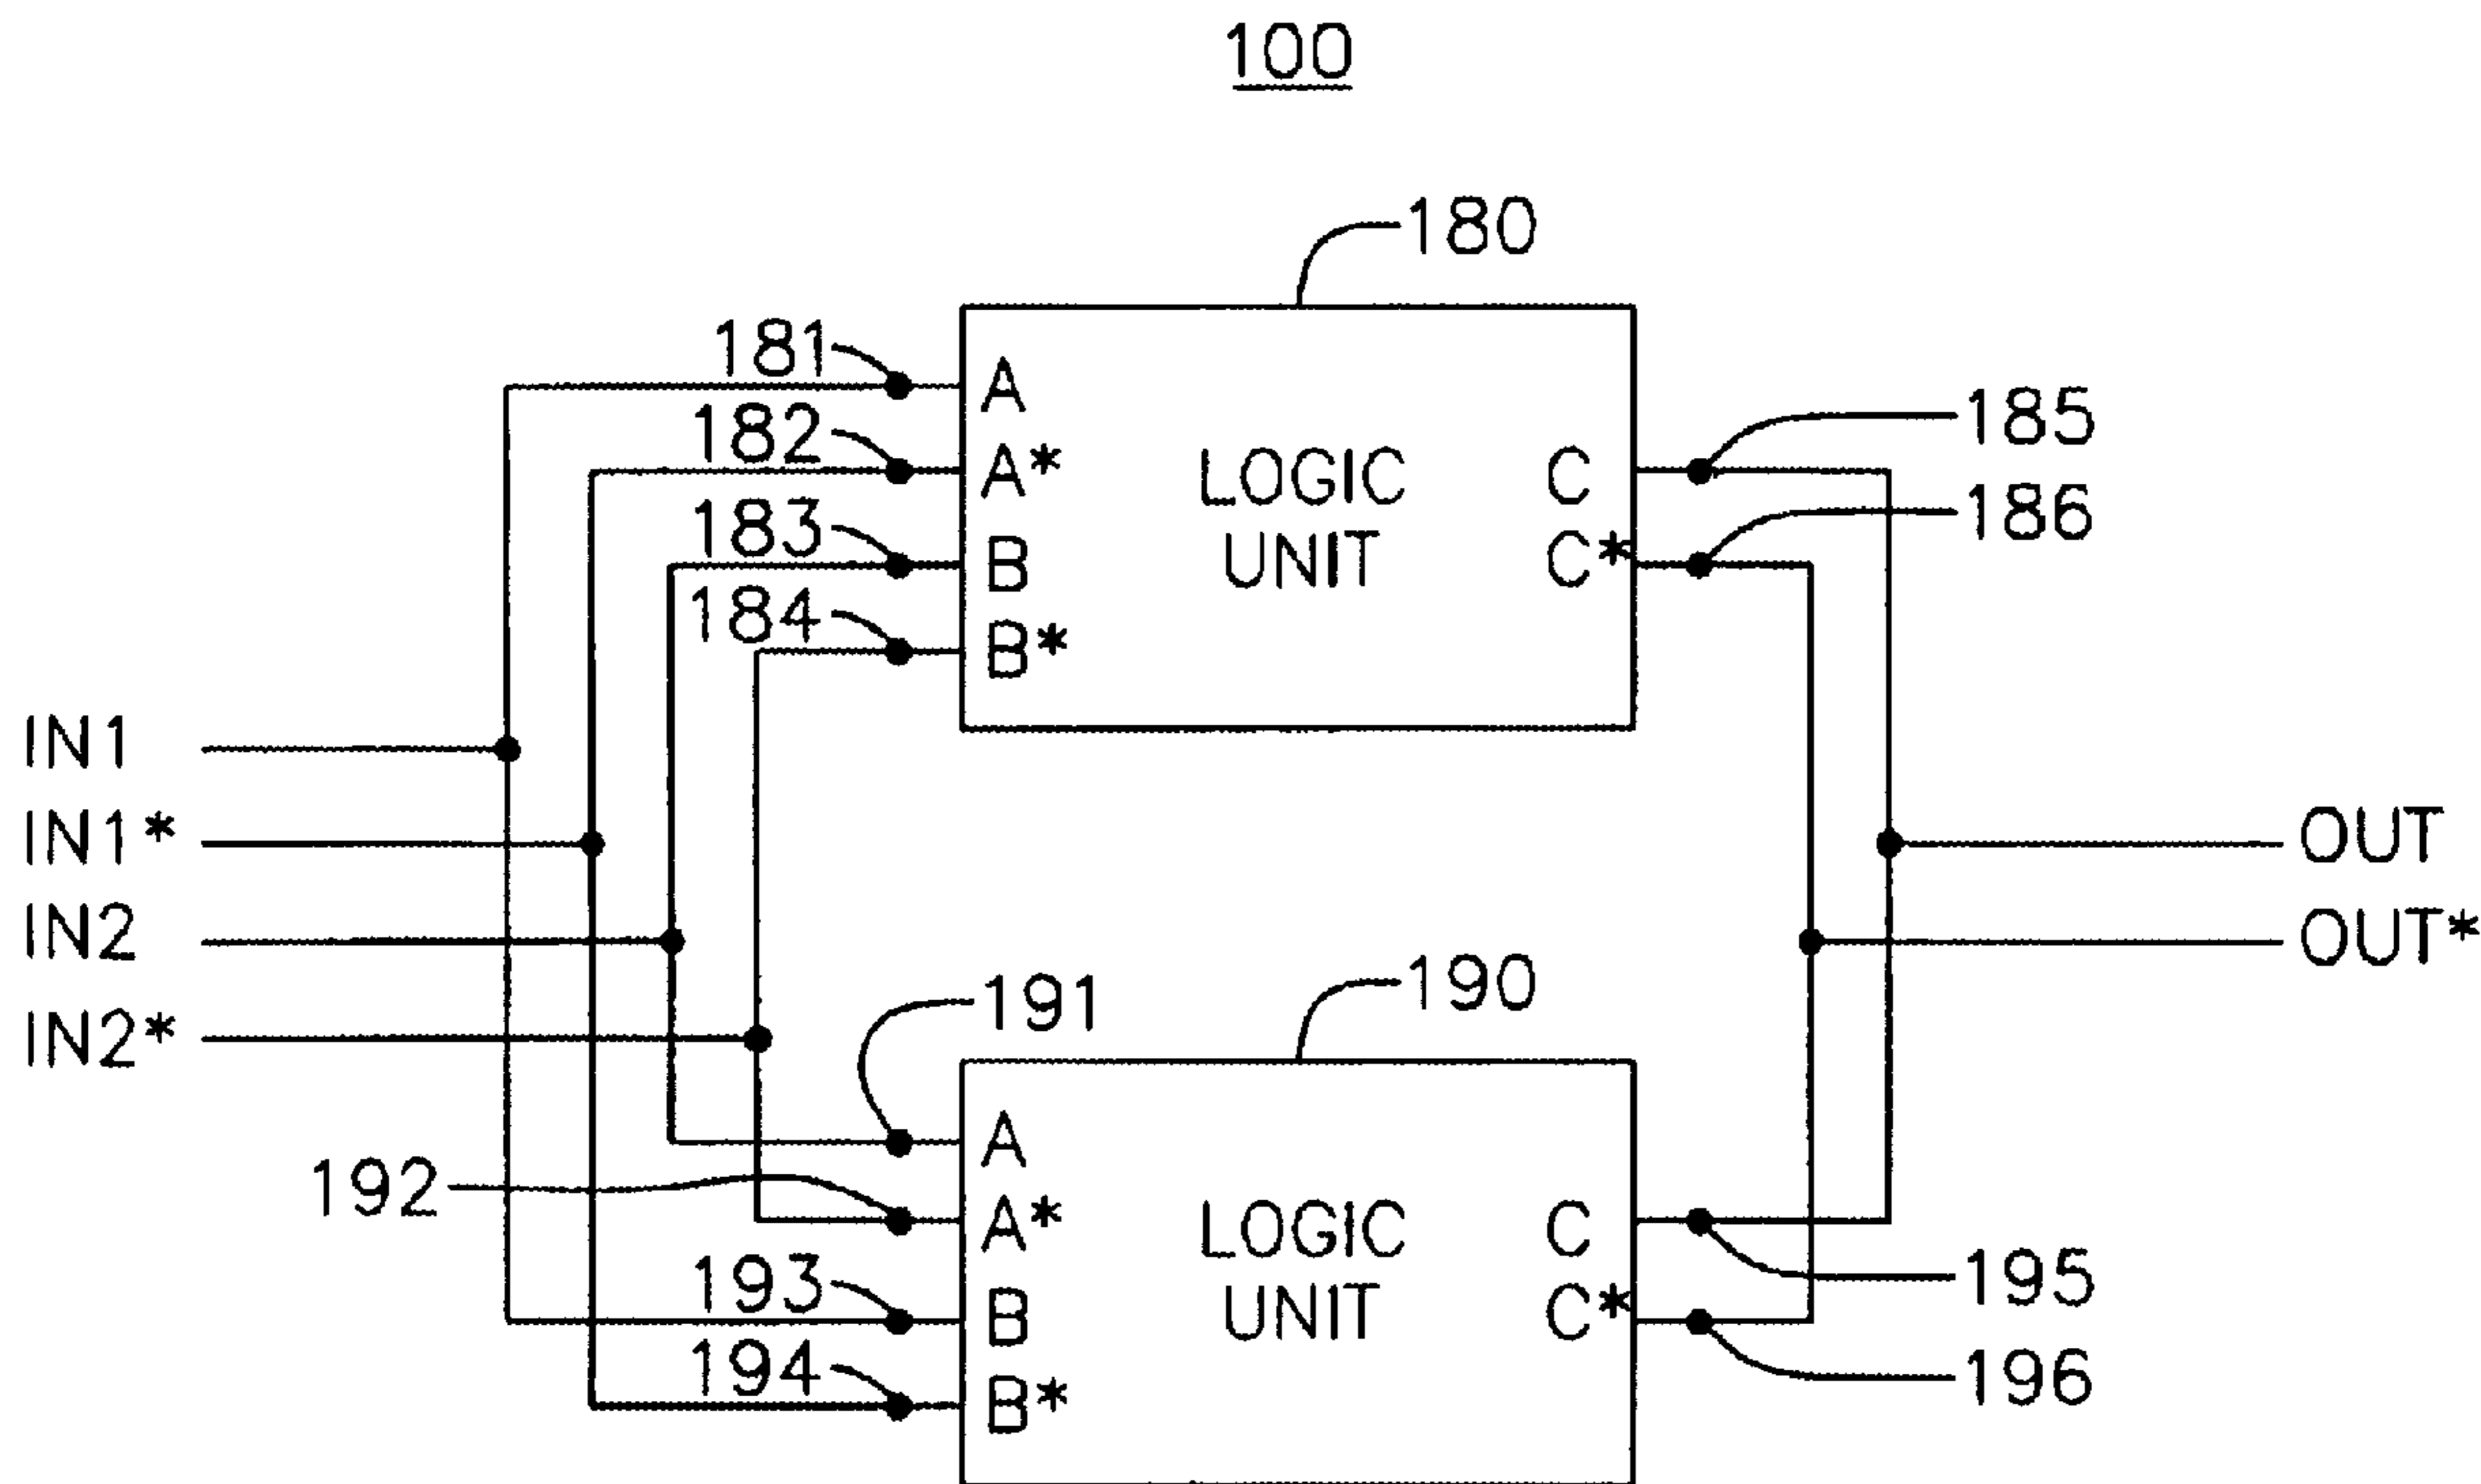 100
180
181
A
182
A*
183
B
184
B*
LOGIC
UNIT
C
C*
185
186
IN1
IN1*
IN2
IN2*
OUT
OUT*
190
191
A
192
A*
193
B
194
B*
LOGIC
UNIT
C
C*
195
196